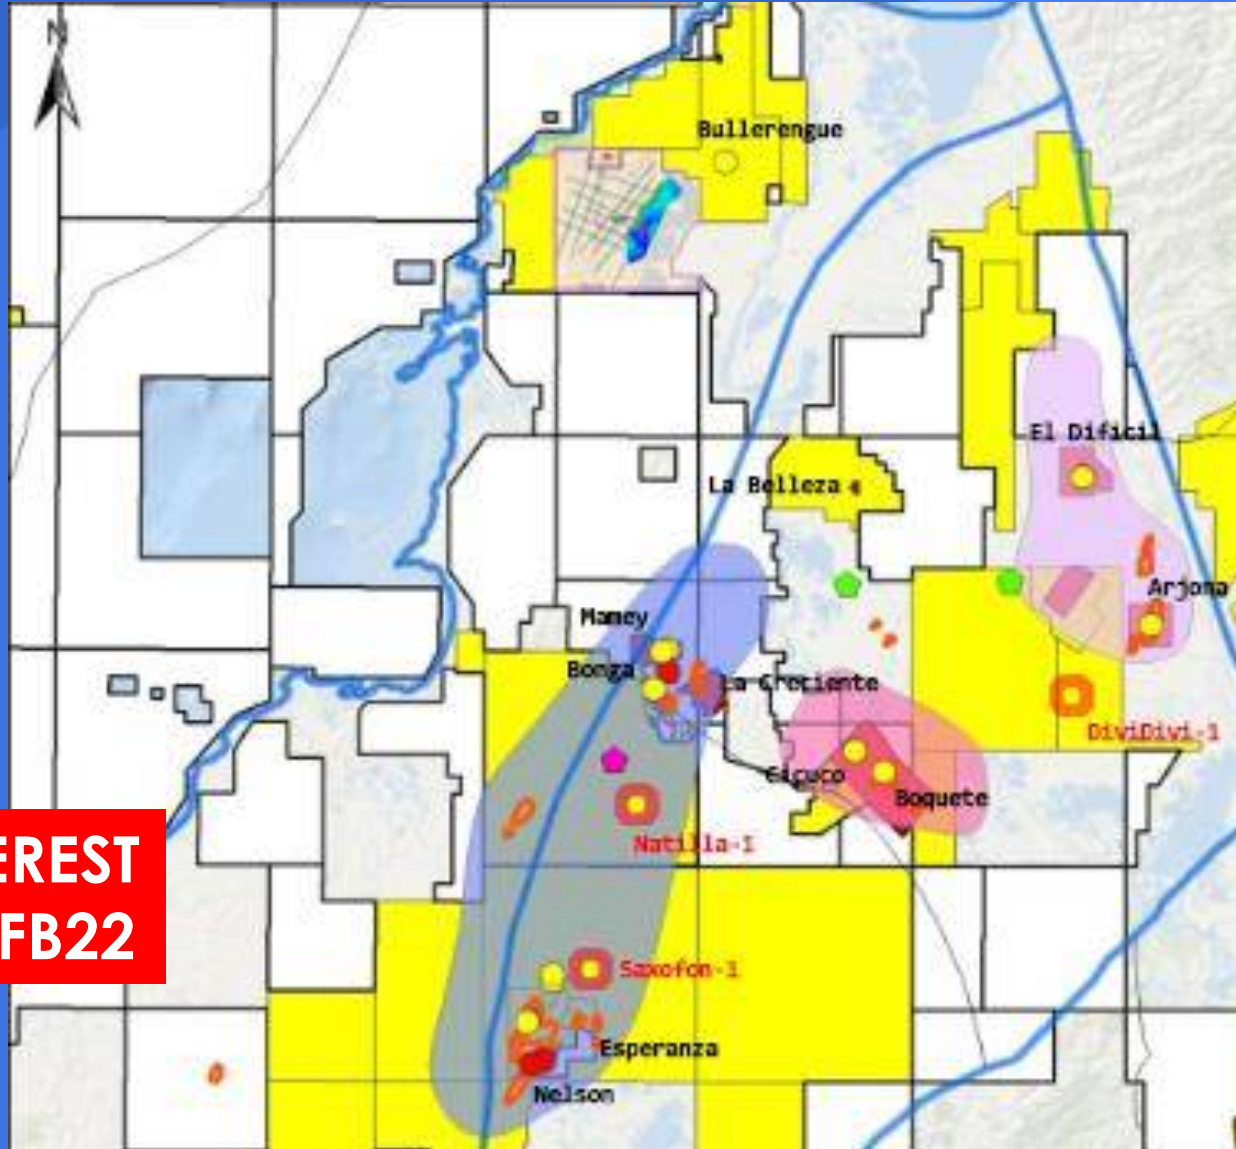 N
Bullerengue
El Dificil
La Belleza
Arjona
Mamey
Bonga
La Creciente
DiviDivi-1
Cicuco
Boquete
Natilla-1
EREST
FB22
Saxofon-1
Esperanza
Nelson